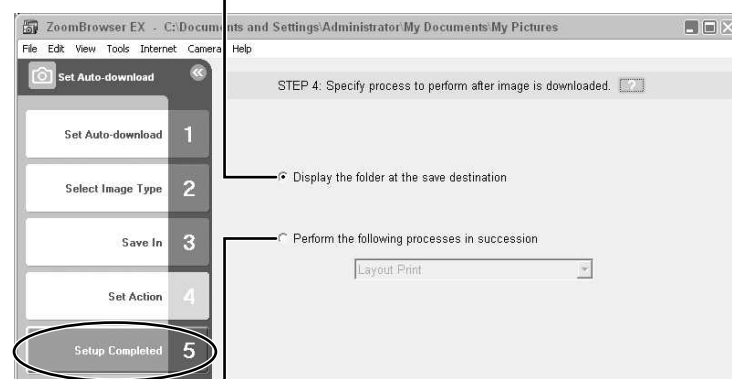 ZoomBrowser EX - C:\Documents and Settings\Administrator\My Documents\My Pictures
File Edit View Tools Internet Camera Help
Set Auto-download
STEP 4: Specify process to perform after image is downloaded. ?
Set Auto-download 1
Select Image Type 2
Display the folder at the save destination
Save In 3
Perform the following processes in succession
Layout Print
Set Action 4
Setup Completed 5